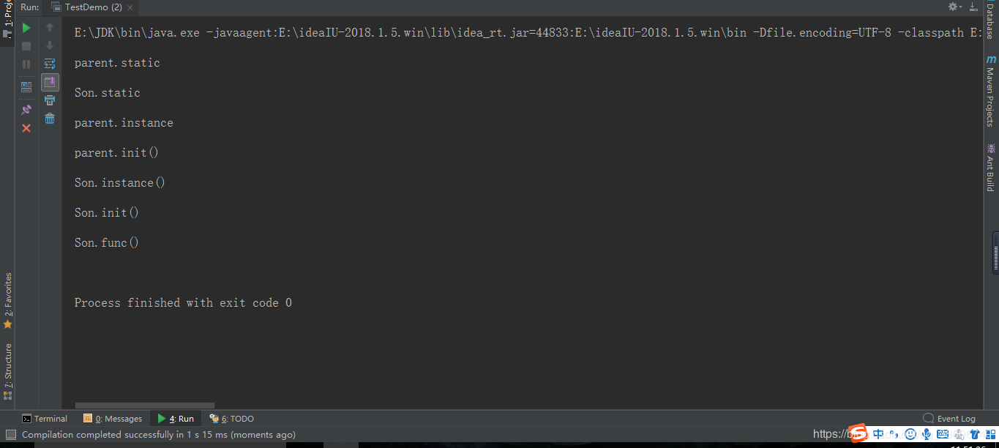 Run: TestDemo (2)
E:\JDK\bin\java.exe -javaagent:E:\ideaIU-2018.1.5.win\lib\idea_rt.jar=44833:E:\ideaIU-2018.1.5.win\bin -Dfile.encoding=UTF-8 -classpath E:
parent.static
Son.static
parent.instance
parent.init()
Son.instance()
Son.init()
Son.func()
Process finished with exit code 0
1: Proj
2: Favorites
7: Structure
Database
Maven Projects
Ant Build
Terminal 0: Messages 4: Run 6: TODO Event Log
Compilation completed successfully in 1 s 15 ms (moments ago)
https://b
中